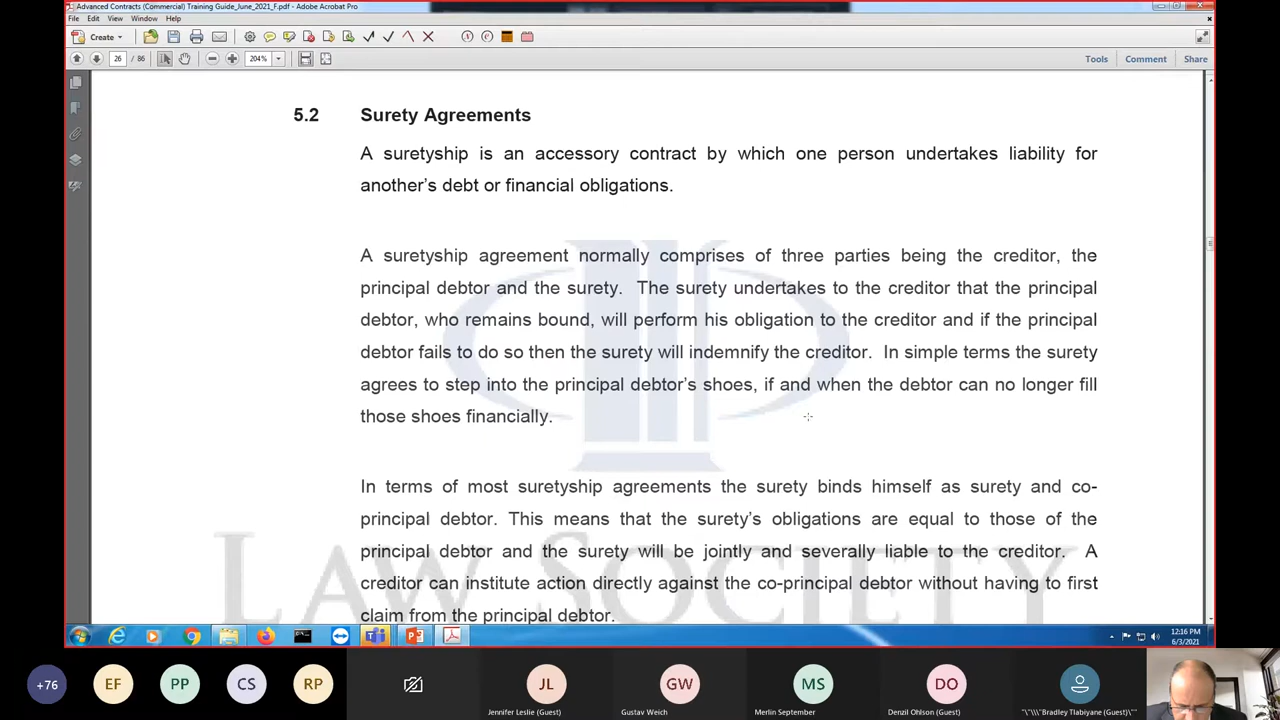 Advanced Contracts (Commercial) Training Guide_June_2021_F.pdf - Adobe Acrobat Pro
File Edit View Window Help
Create
26 / 86 204% Tools Comment Share
5.2 Surety Agreements
A suretyship is an accessory contract by which one person undertakes liability for
another's debt or financial obligations.
A suretyship agreement normally comprises of three parties being the creditor, the
principal debtor and the surety. The surety undertakes to the creditor that the principal
debtor, who remains bound, will perform his obligation to the creditor and if the principal
debtor fails to do so then the surety will indemnify the creditor. In simple terms the surety
agrees to step into the principal debtor's shoes, if and when the debtor can no longer fill
those shoes financially.
In terms of most suretyship agreements the surety binds himself as surety and co-
principal debtor. This means that the surety's obligations are equal to those of the
principal debtor and the surety will be jointly and severally liable to the creditor. A
creditor can institute action directly against the co-principal debtor without having to first
claim from the principal debtor.
LAW SOCIETY
12:16 PM
6/3/2021
+76 EF PP CS RP JL GW MS DO
Jennifer Leslie (Guest) Gustav Weich Merlin September Denzil Ohlson (Guest) "\"\\\"Bradley Tlabiyane (Guest)\""